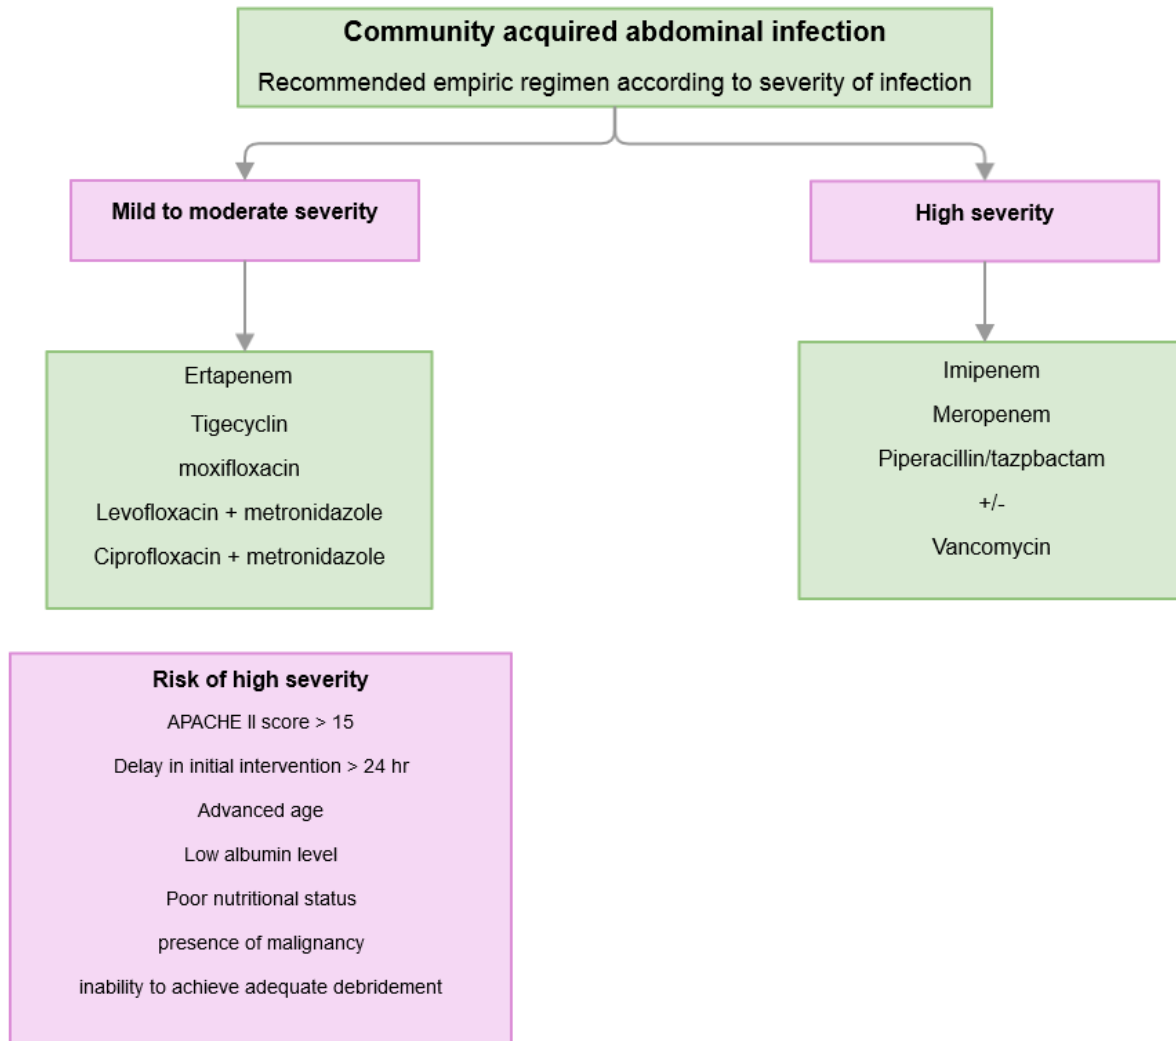 Community acquired abdominal infection
Recommended empiric regimen according to severity of infection
Mild to moderate severity
High severity
Ertapenem
Tigecyclin
moxifloxacin
Levofloxacin + metronidazole
Ciprofloxacin + metronidazole
Imipenem
Meropenem
Piperacillin/tazpbactam
+/-
Vancomycin
Risk of high severity
APACHE II score > 15
Delay in initial intervention > 24 hr
Advanced age
Low albumin level
Poor nutritional status
presence of malignancy
inability to achieve adequate debridement